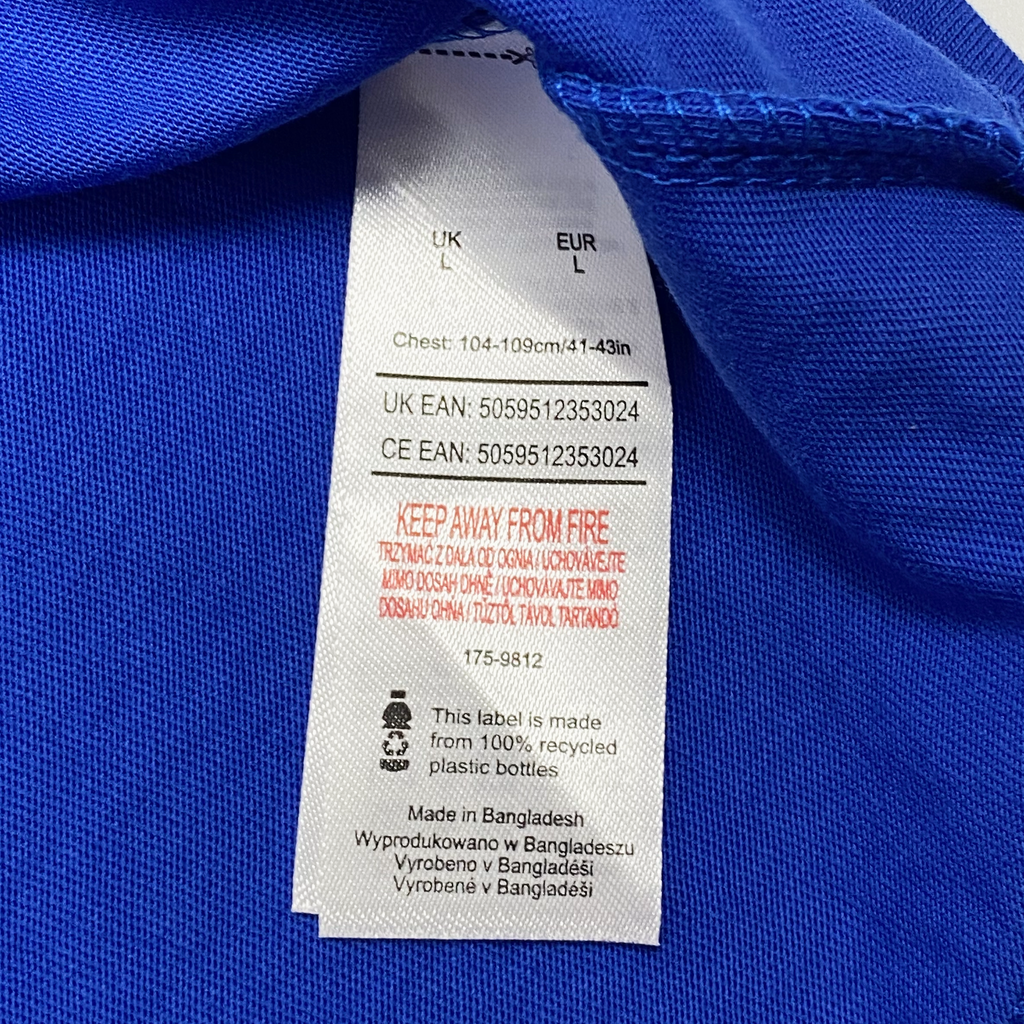 UK EUR
L L
Chest: 104-109cm/41-43in
UK EAN: 5059512353024
CE EAN: 5059512353024
KEEP AWAY FROM FIRE
TRZYMAĆ Z DALA OD OGNIA / UCHOVÁVEJTE
MIMO DOSAH OHNĚ / UCHOVÁVAJTE MIMO
DOSAHU OHŇA / TŰZTŐL TÁVOL TARTANDÓ
175-9812
This label is made
from 100% recycled
plastic bottles
Made in Bangladesh
Wyprodukowano w Bangladeszu
Vyrobeno v Bangladéši
Vyrobené v Bangladéši